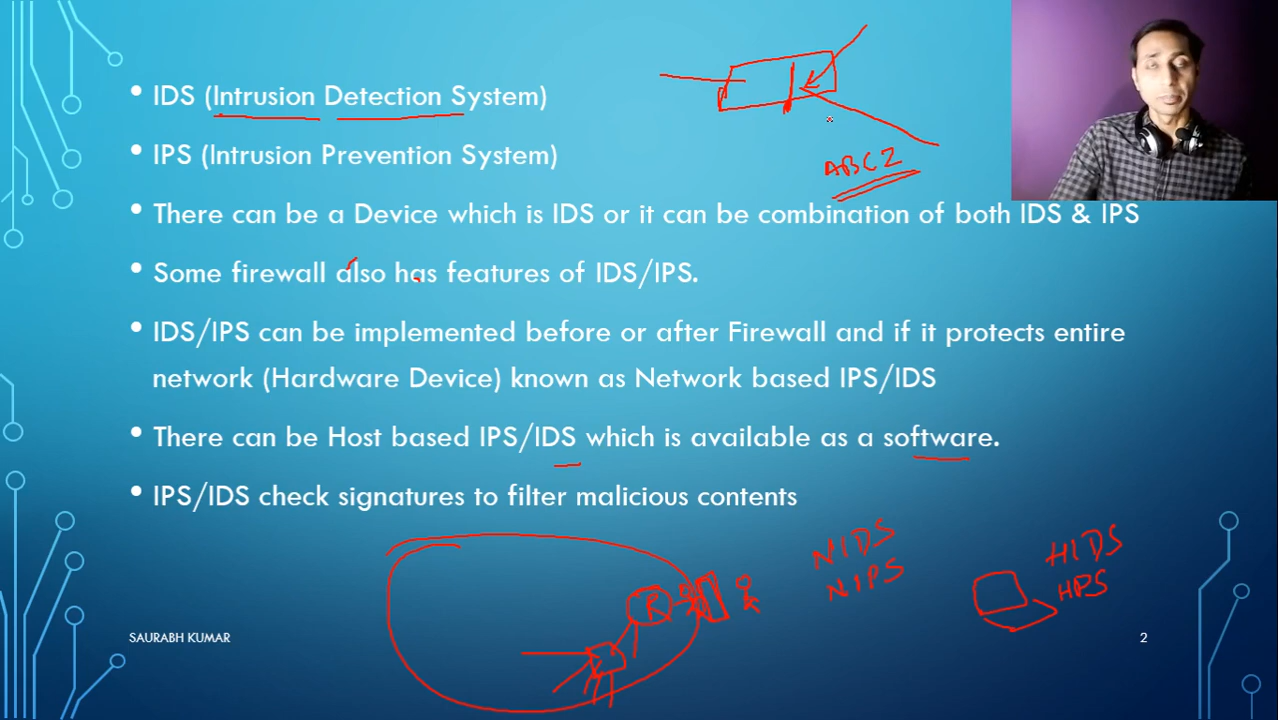 • IDS (Intrusion Detection System)
• IPS (Intrusion Prevention System)
ABCZ
• There can be a Device which is IDS or it can be combination of both IDS & IPS
• Some firewall also has features of IDS/IPS.
• IDS/IPS can be implemented before or after Firewall and if it protects entire
network (Hardware Device) known as Network based IPS/IDS
• There can be Host based IPS/IDS which is available as a software.
• IPS/IDS check signatures to filter malicious contents
NIDS
NIPS
HIDS
HIPS
R
SAURABH KUMAR
2